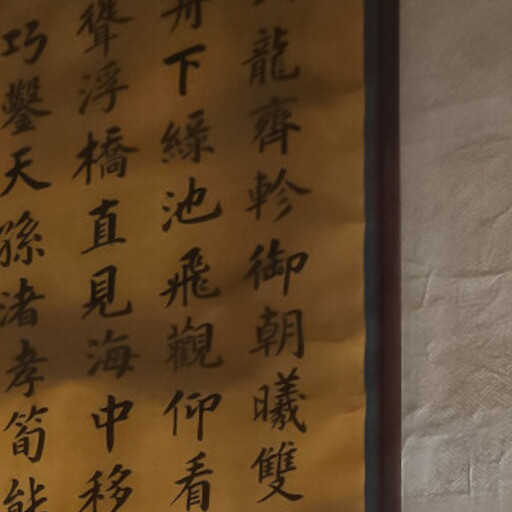 龍齊軫御朝曦雙
舟下綠池飛觀仰看
聳浮橋直見海中移
巧鑿天孫渚孝筍能